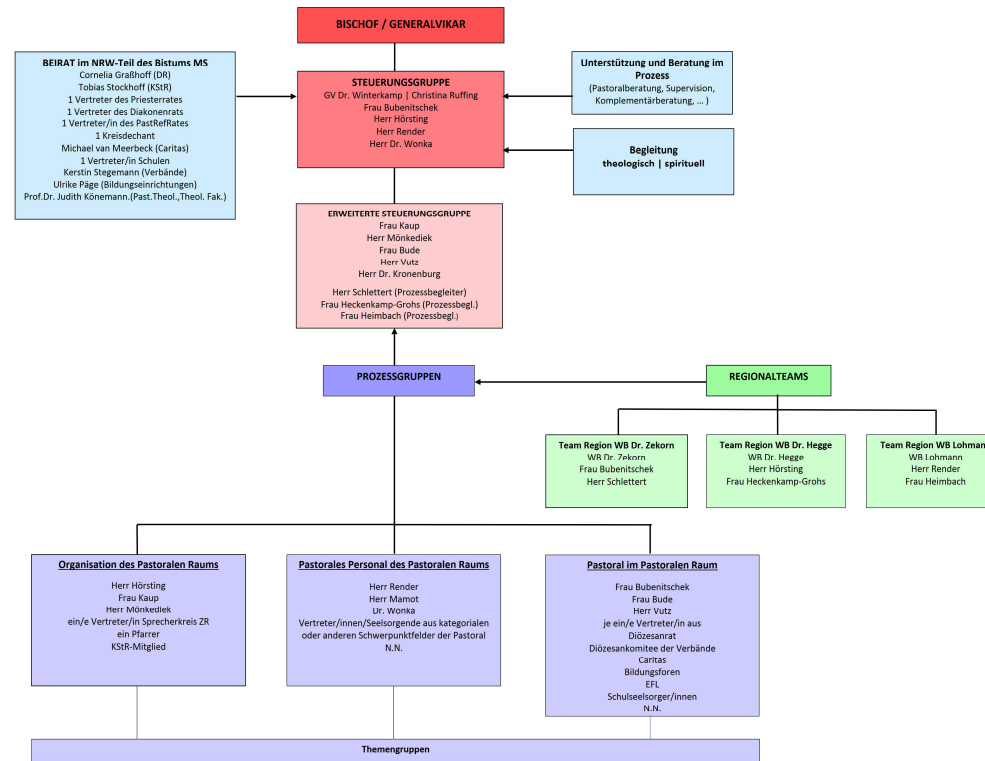 BISCHOF / GENERALVIKAR
BEIRAT im NRW-Teil des Bistums MS
Cornelia Graßhoff (DR)
Tobias Stockhoff (KStR)
1 Vertreter des Priesterrates
1 Vertreter des Diakonenrats
1 Vertreter/in des PastRefRates
1 Kreisdechant
Michael van Meerbeck (Caritas)
1 Vertreter/in Schulen
Kerstin Stegemann (Verbände)
Ulrike Päge (Bildungseinrichtungen)
Prof.Dr. Judith Könemann.(Past.Theol.,Theol. Fak.)
STEUERUNGSGRUPPE
GV Dr. Winterkamp | Christina Ruffing
Frau Bubenitschek
Herr Hörsting
Herr Render
Herr Dr. Wonka
Unterstützung und Beratung im
Prozess
(Pastoralberatung, Supervision,
Komplementärberatung, ... )
Begleitung
theologisch | spirituell
ERWEITERTE STEUERUNGSGRUPPE
Frau Kaup
Herr Mönkediek
Frau Bude
Herr Vutz
Herr Dr. Kronenburg
Herr Schlettert (Prozessbegleiter)
Frau Heckenkamp-Grohs (Prozessbegl.)
Frau Heimbach (Prozessbegl.)
PROZESSGRUPPEN
REGIONALTEAMS
Team Region WB Dr. Zekorn
WB Dr. Zekorn
Frau Bubenitschek
Herr Schlettert
Team Region WB Dr. Hegge
WB Dr. Hegge
Herr Hörsting
Frau Heckenkamp-Grohs
Team Region WB Lohmann
WB Lohmann
Herr Render
Frau Heimbach
Organisation des Pastoralen Raums
Herr Hörsting
Frau Kaup
Herr Mönkediek
ein/e Vertreter/in Sprecherkreis ZR
ein Pfarrer
KStR-Mitglied
Pastorales Personal des Pastoralen Raums
Herr Render
Herr Mamot
Dr. Wonka
Vertreter/innen/Seelsorgende aus kategorialen
oder anderen Schwerpunktfelder der Pastoral
N.N.
Pastoral im Pastoralen Raum
Frau Bubenitschek
Frau Bude
Herr Vutz
je ein/e Vertreter/in aus
Diözesanrat
Diözesankomitee der Verbände
Caritas
Bildungsforen
EFL
Schulseelsorger/innen
N.N.
Themengruppen